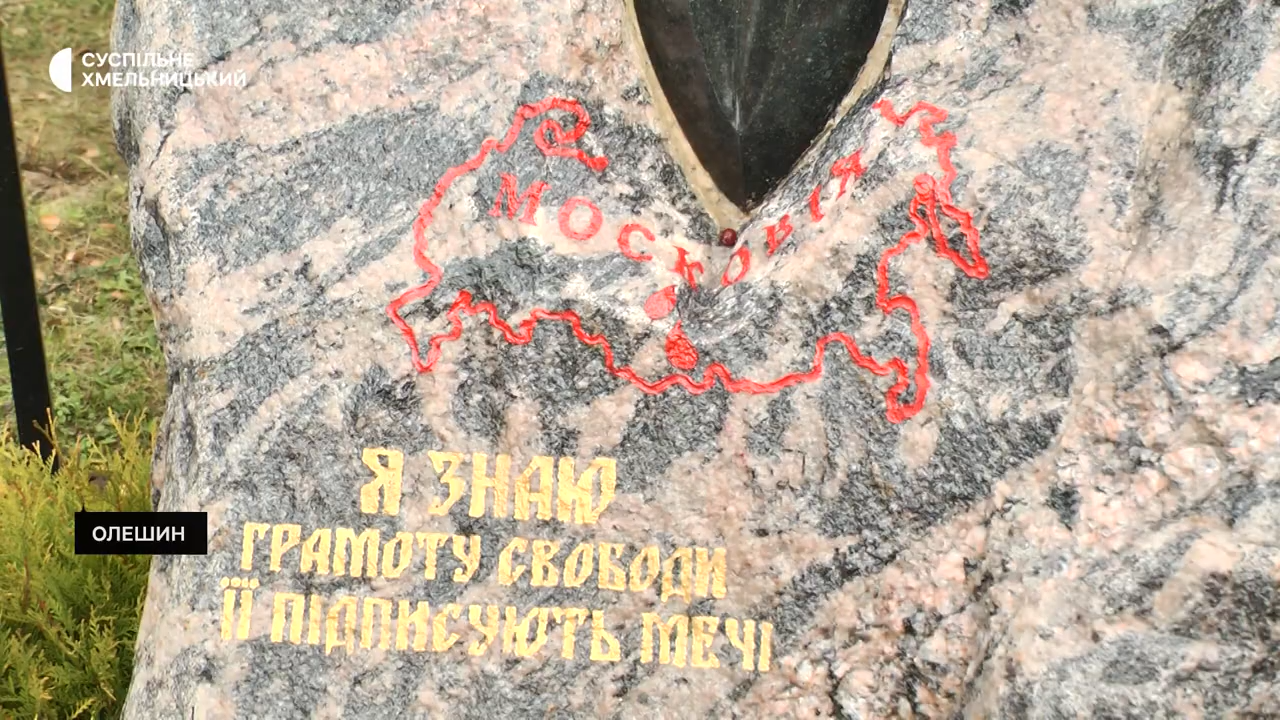 СУСПІЛЬНЕ
ХМЕЛЬНИЦЬКИЙ
МОСКОВІЯ
Я ЗНАЮ
ГРАМОТУ СВОБОДИ
ЇЇ ПІДПИСУЮТЬ МЕЧІ
ОЛЕШИН